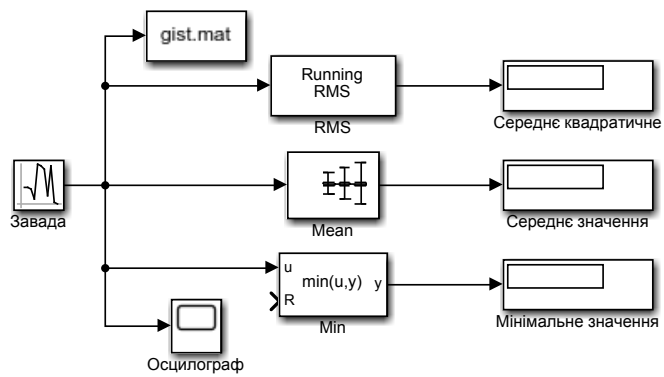 gist.mat
Running
RMS
RMS
Середнє квадратичне
Завада
Mean
Середнє значення
u
min(u,y)
y
R
Min
Мінімальне значення
Осцилограф